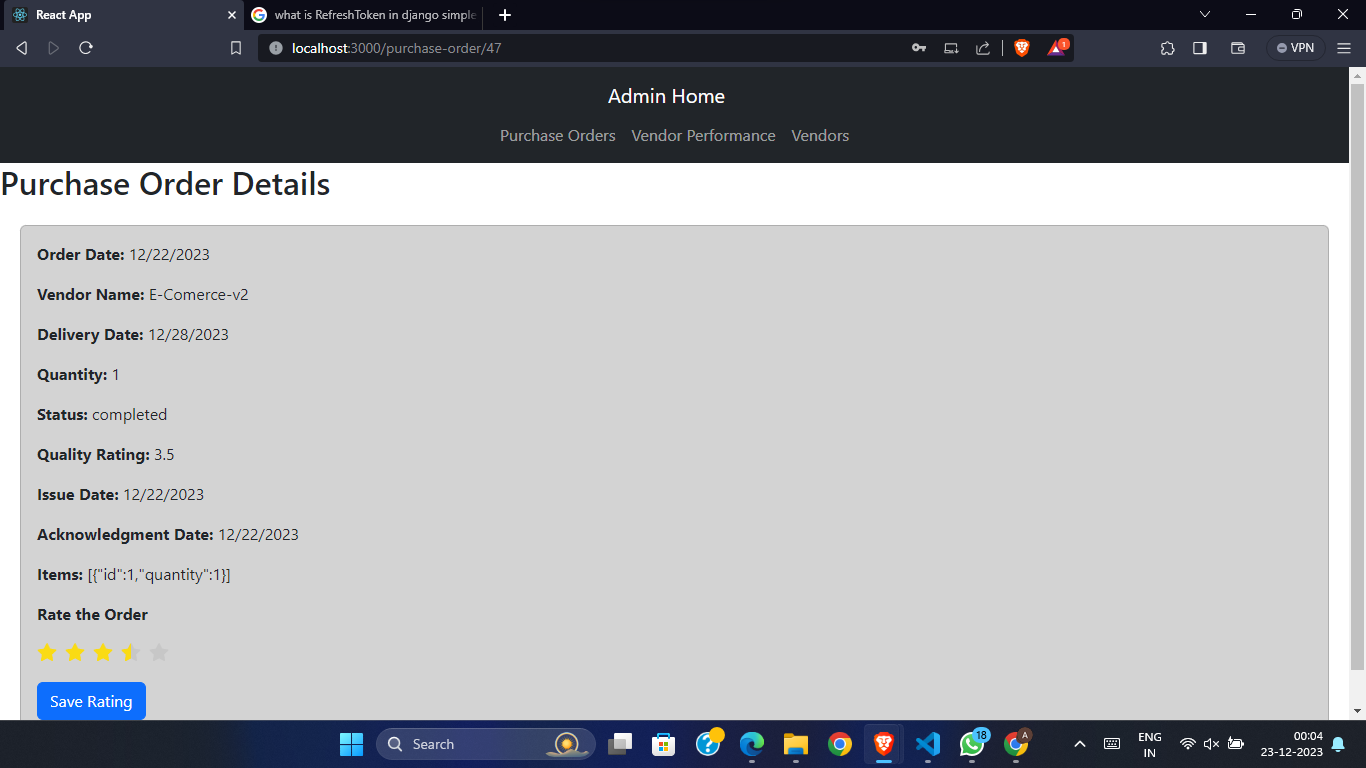 React App
what is RefreshToken in django simple
localhost:3000/purchase-order/47
1
VPN
Admin Home
Purchase Orders Vendor Performance Vendors
Purchase Order Details
Order Date: 12/22/2023
Vendor Name: E-Comerce-v2
Delivery Date: 12/28/2023
Quantity: 1
Status: completed
Quality Rating: 3.5
Issue Date: 12/22/2023
Acknowledgment Date: 12/22/2023
Items: [{"id":1,"quantity":1}]
Rate the Order
Save Rating
Search
18
A
ENG
IN
00:04
23-12-2023